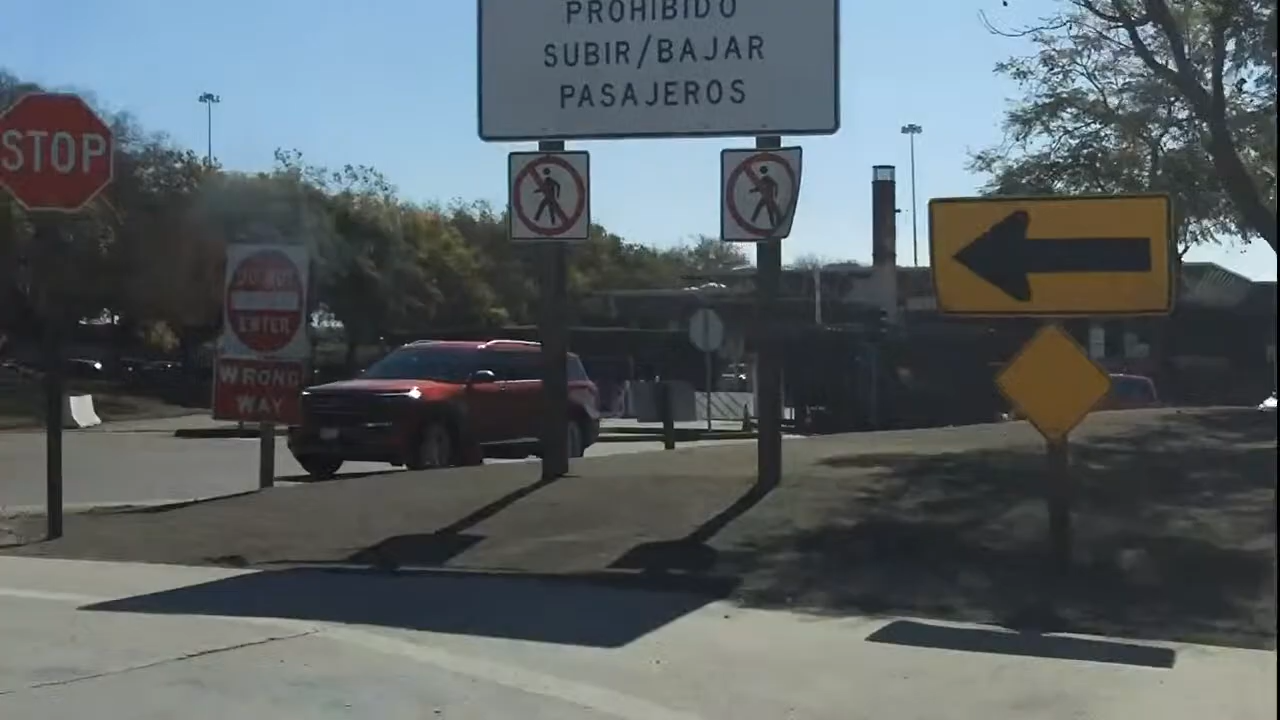 PROHIBIDO
SUBIR/BAJAR
PASAJEROS
STOP
DO NOT
ENTER
WRONG
WAY